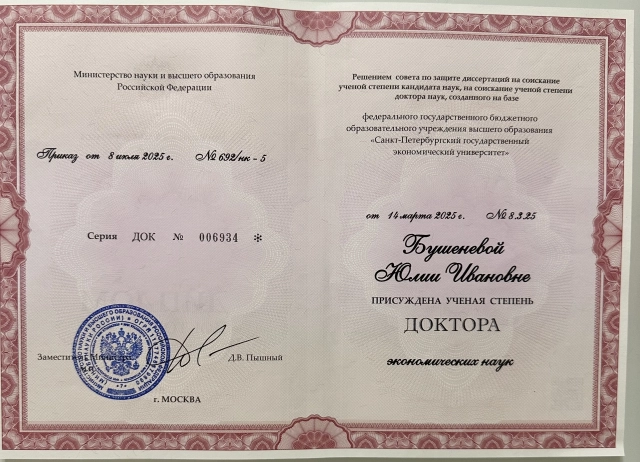 Министерство науки и высшего образования
Российской Федерации
Приказ от 8 июля 2025 г. № 692/нк - 5
Серия ДОК № 006934 *
Заместитель Министра
Д.В. Пышный
г. МОСКВА
Решением совета по защите диссертаций на соискание
ученой степени кандидата наук, на соискание ученой степени
доктора наук, созданного на базе
федерального государственного бюджетного
образовательного учреждения высшего образования
«Санкт-Петербургский государственный
экономический университет»
от 14 марта 2025 г. № 8.3.25
Бушеневой
Юлии Ивановне
ПРИСУЖДЕНА УЧЕНАЯ СТЕПЕНЬ
ДОКТОРА
экономических наук